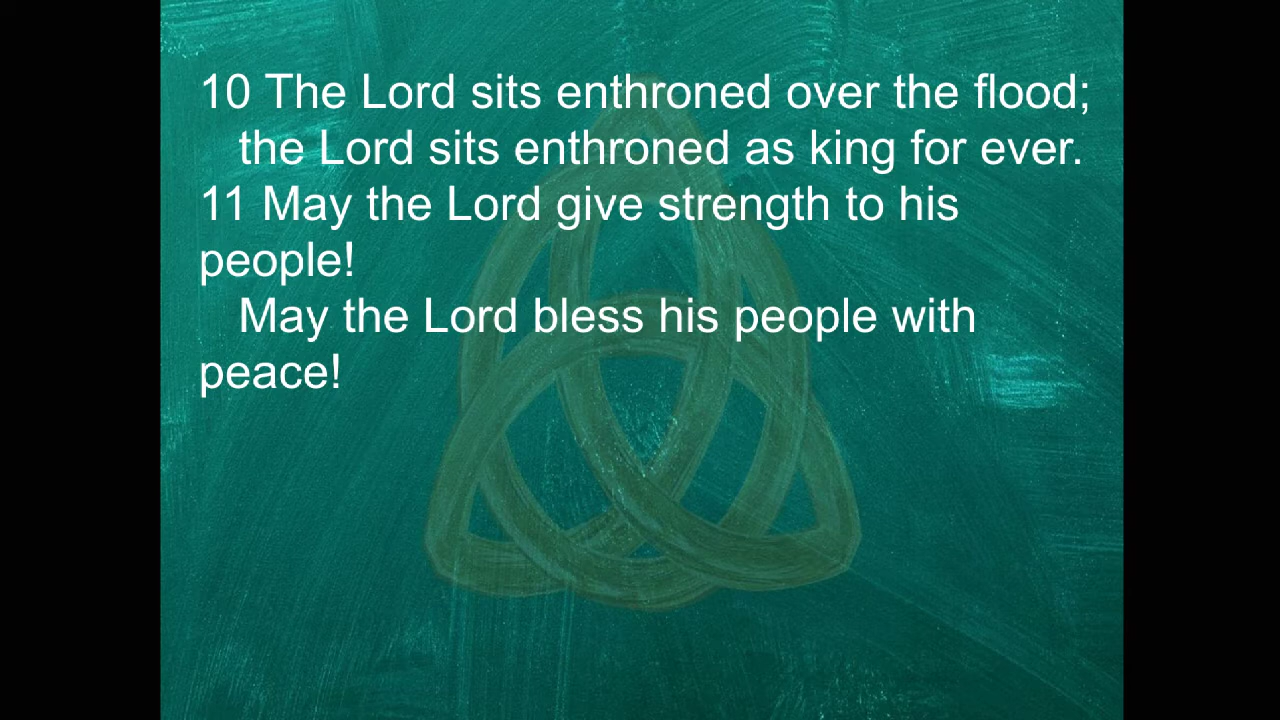 10 The Lord sits enthroned over the flood;
the Lord sits enthroned as king for ever.
11 May the Lord give strength to his
people!
May the Lord bless his people with
peace!